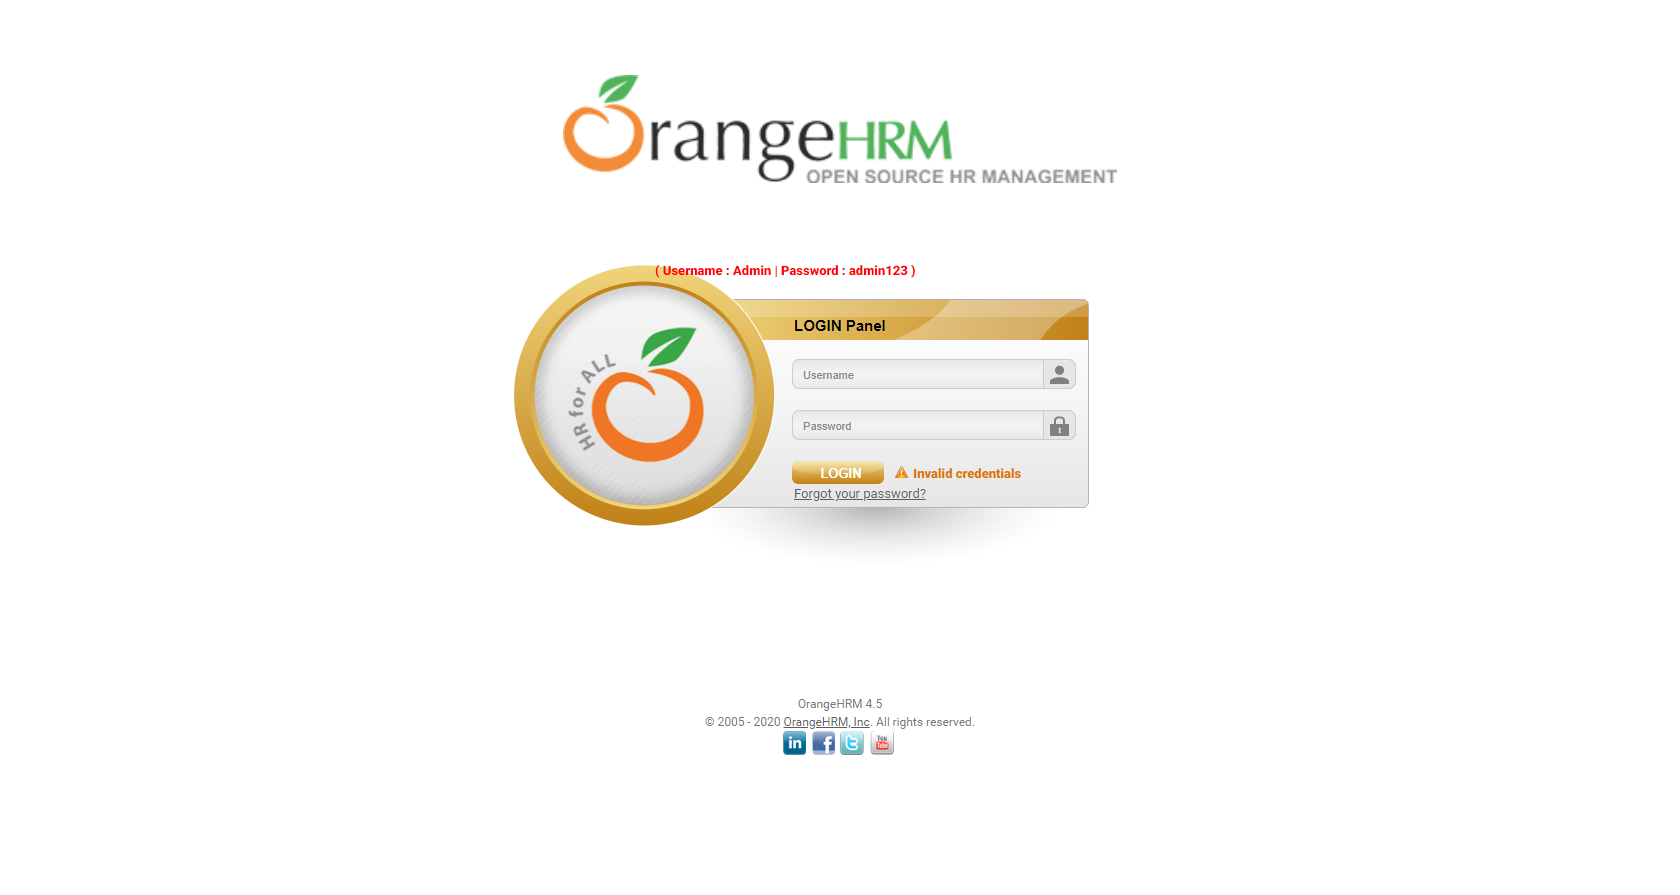 OrangeHRM
OPEN SOURCE HR MANAGEMENT
( Username : Admin | Password : admin123 )
HR for ALL
LOGIN Panel
Username
Password
LOGIN
Invalid credentials
Forgot your password?
OrangeHRM 4.5
© 2005 - 2020 OrangeHRM, Inc. All rights reserved.
in f t You Tube